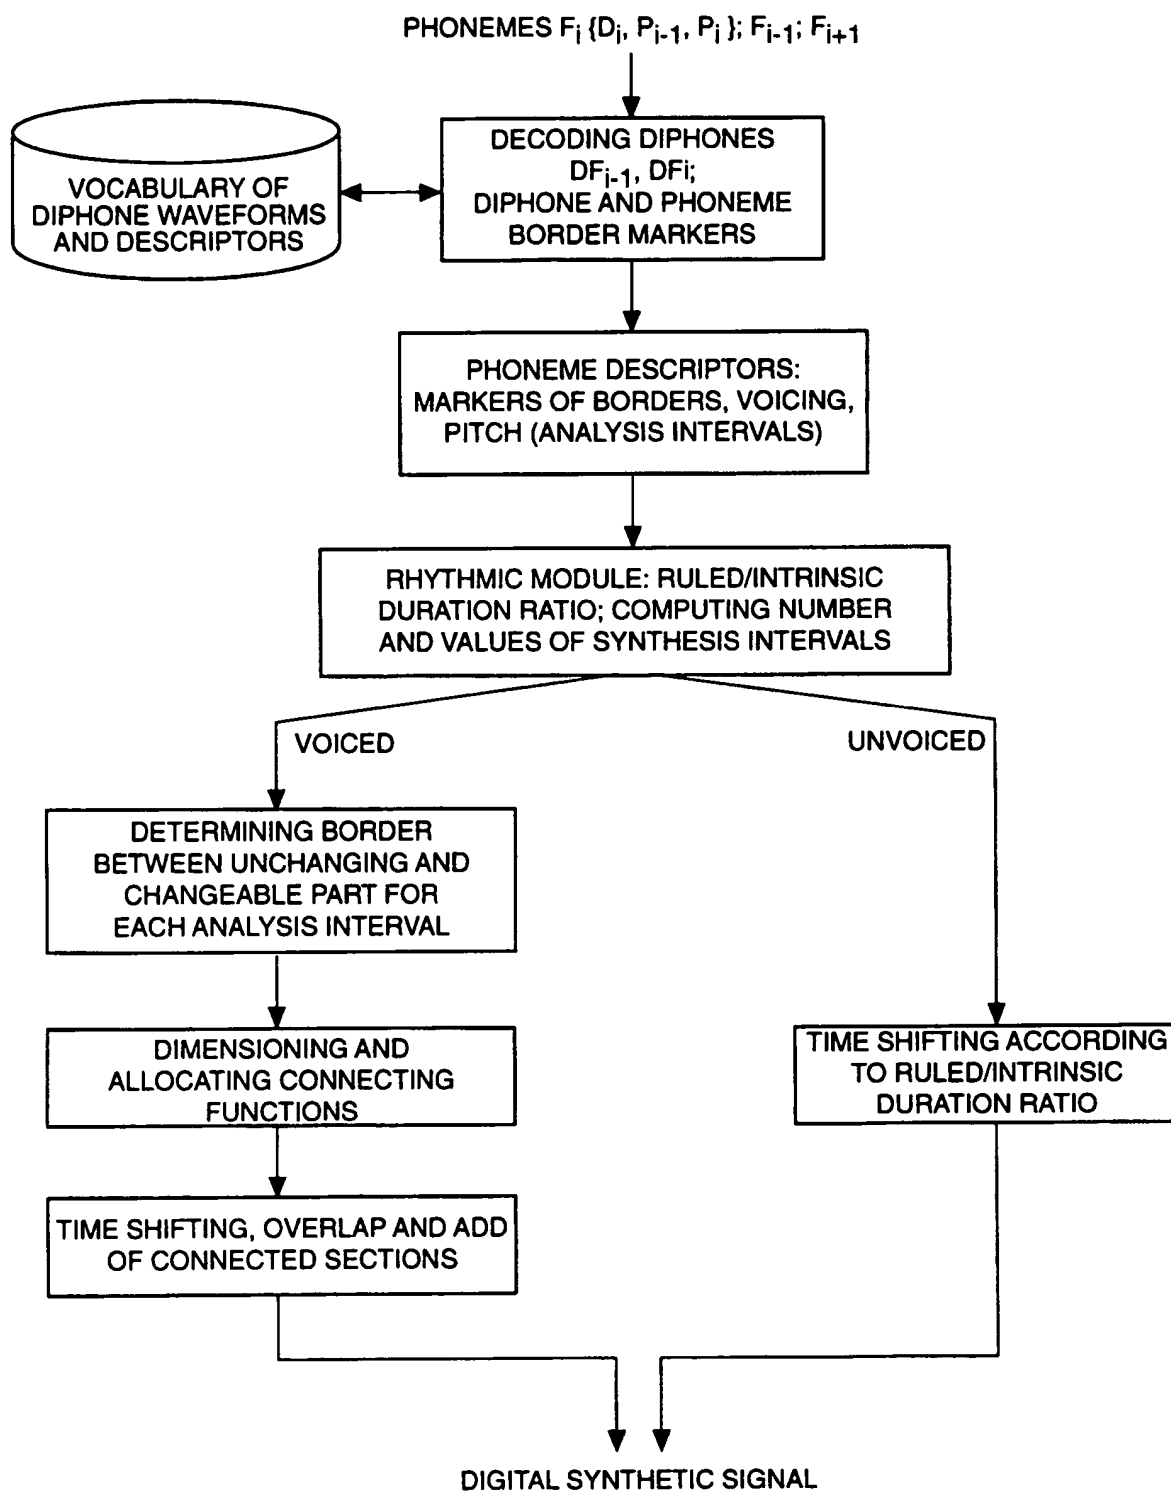 PHONEMES Fi {Di, Pi-1, Pi }; Fi-1; Fi+1
DECODING DIPHONES
DFi-1, DFi;
DIPHONE AND PHONEME
BORDER MARKERS
VOCABULARY OF
DIPHONE WAVEFORMS
AND DESCRIPTORS
PHONEME DESCRIPTORS:
MARKERS OF BORDERS, VOICING,
PITCH (ANALYSIS INTERVALS)
RHYTHMIC MODULE: RULED/INTRINSIC
DURATION RATIO; COMPUTING NUMBER
AND VALUES OF SYNTHESIS INTERVALS
VOICED
UNVOICED
DETERMINING BORDER
BETWEEN UNCHANGING AND
CHANGEABLE PART FOR
EACH ANALYSIS INTERVAL
DIMENSIONING AND
ALLOCATING CONNECTING
FUNCTIONS
TIME SHIFTING ACCORDING
TO RULED/INTRINSIC
DURATION RATIO
TIME SHIFTING, OVERLAP AND ADD
OF CONNECTED SECTIONS
DIGITAL SYNTHETIC SIGNAL